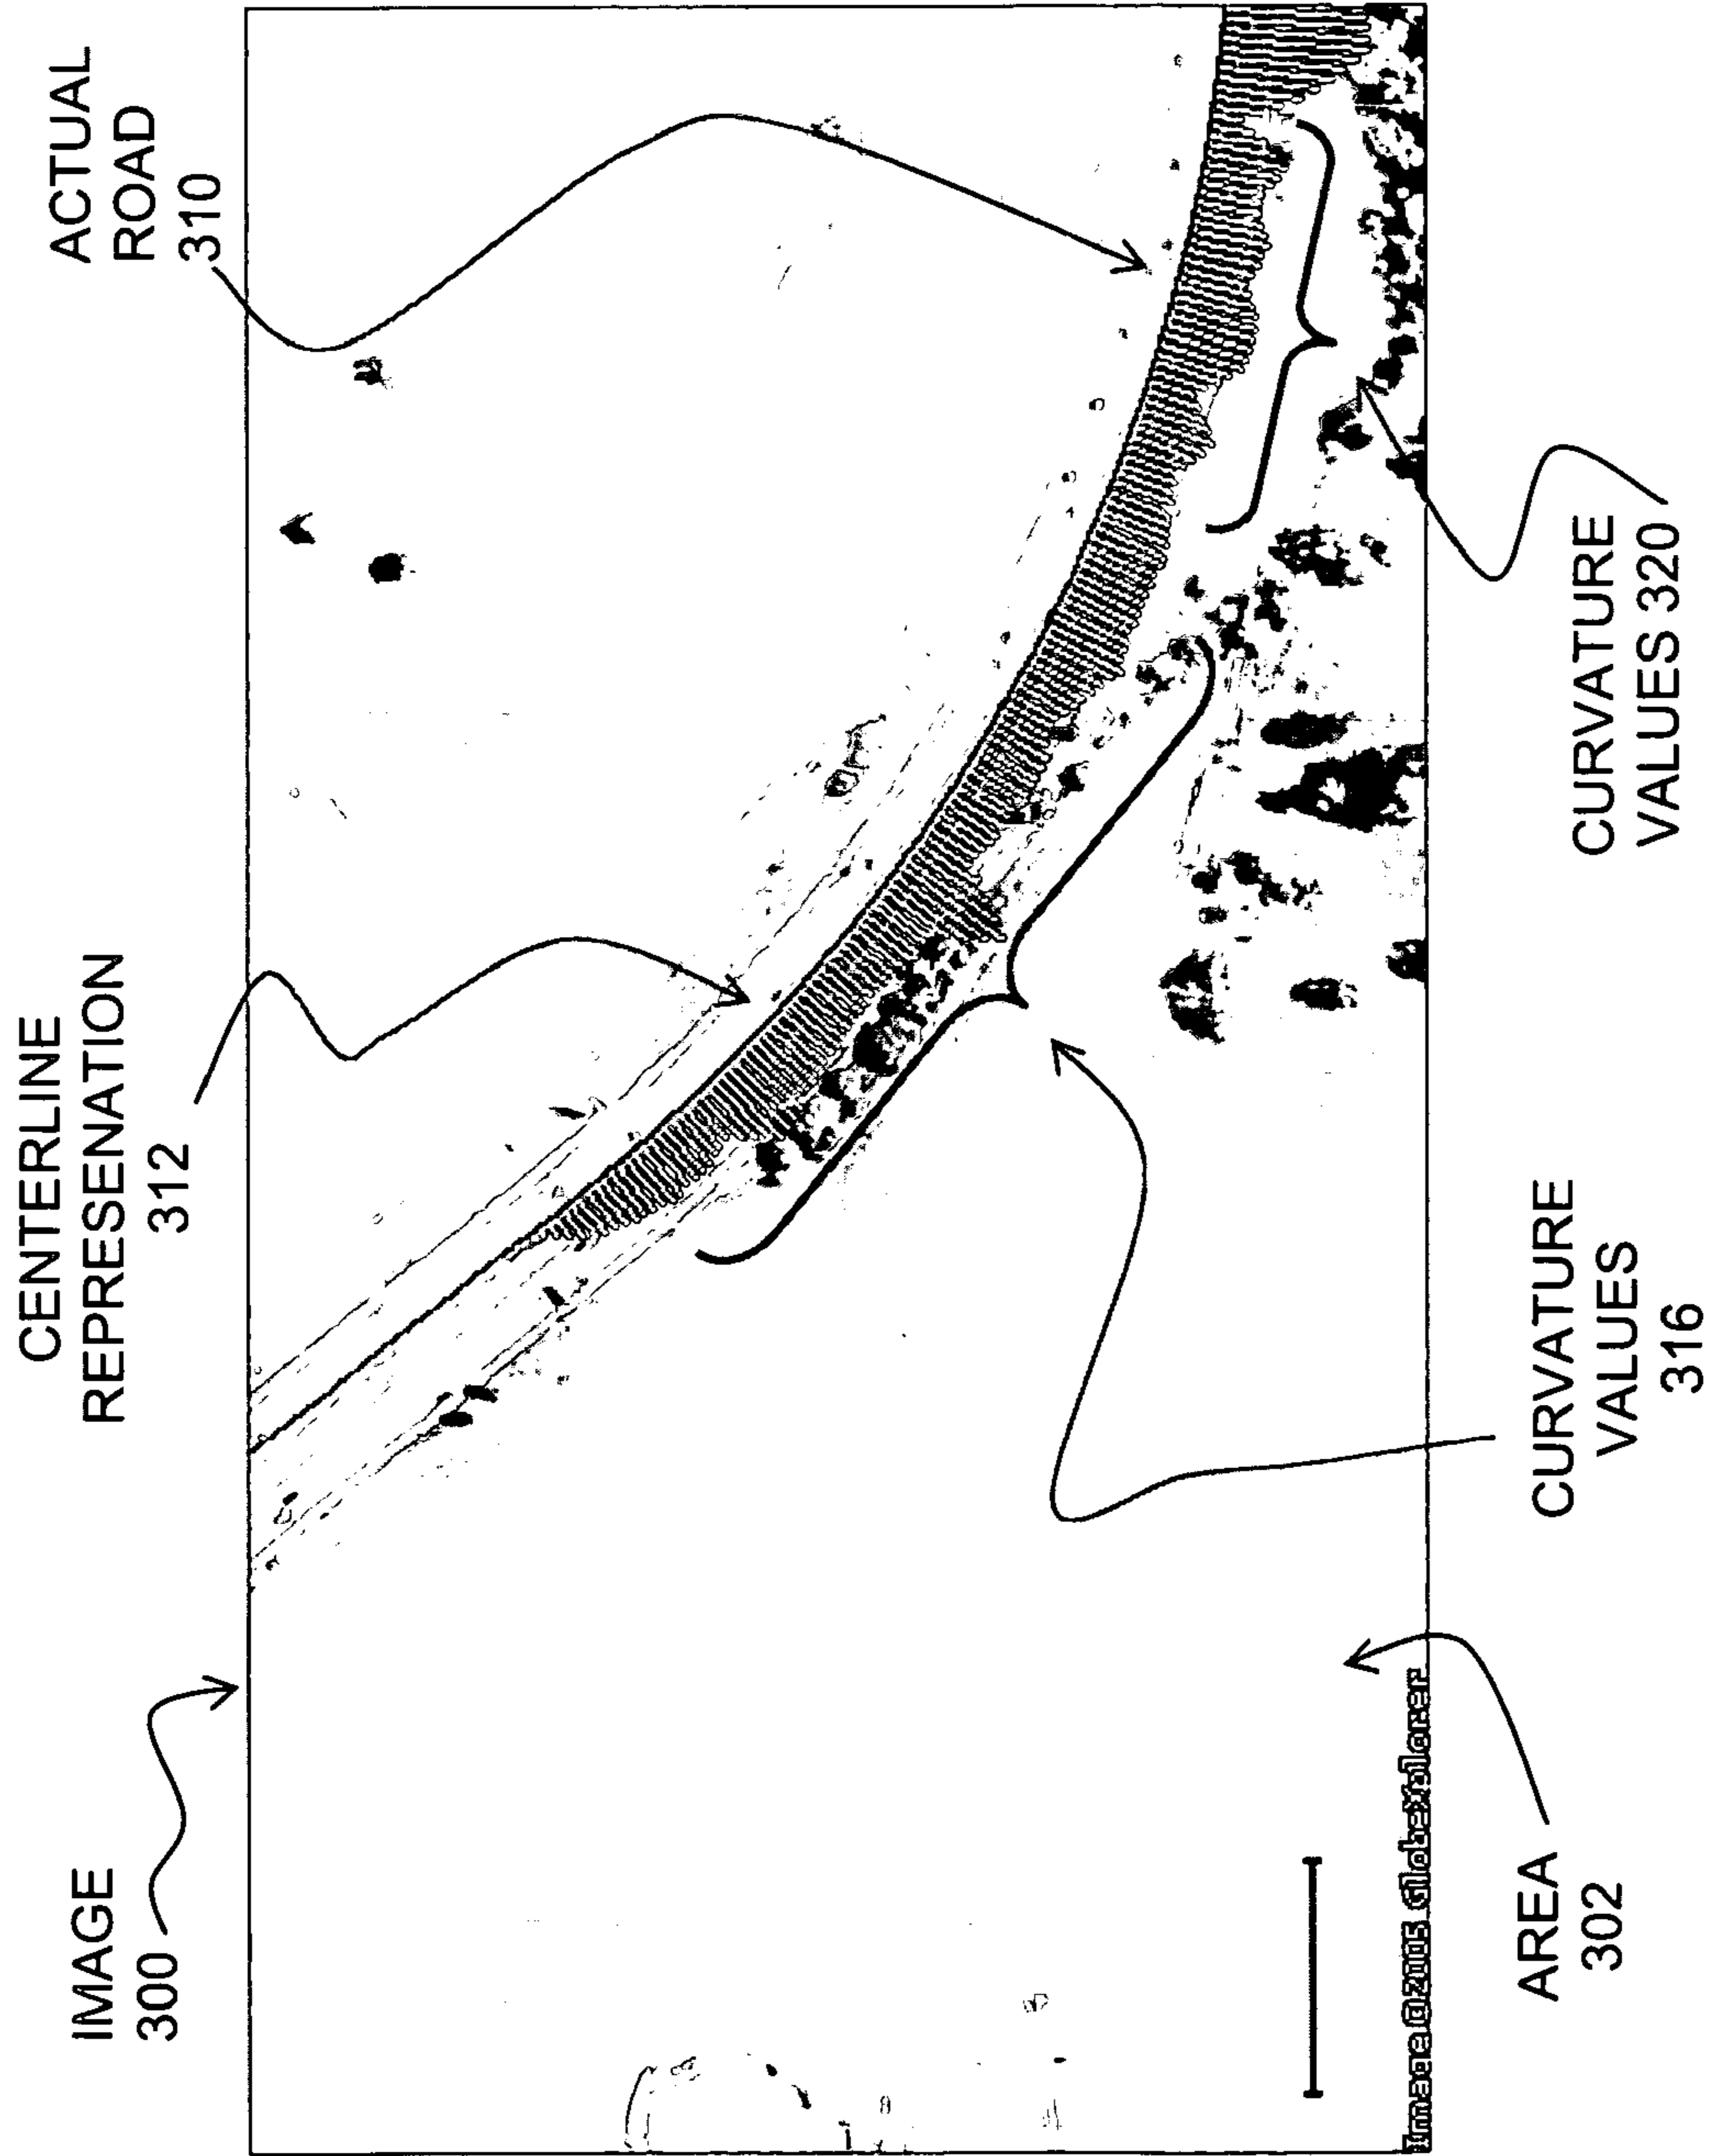 IMAGE
300
CENTERLINE
REPRESENATION
312
ACTUAL
ROAD
310
Image © 2005 Globexplorer
AREA
302
CURVATURE
VALUES
316
CURVATURE
VALUES 320